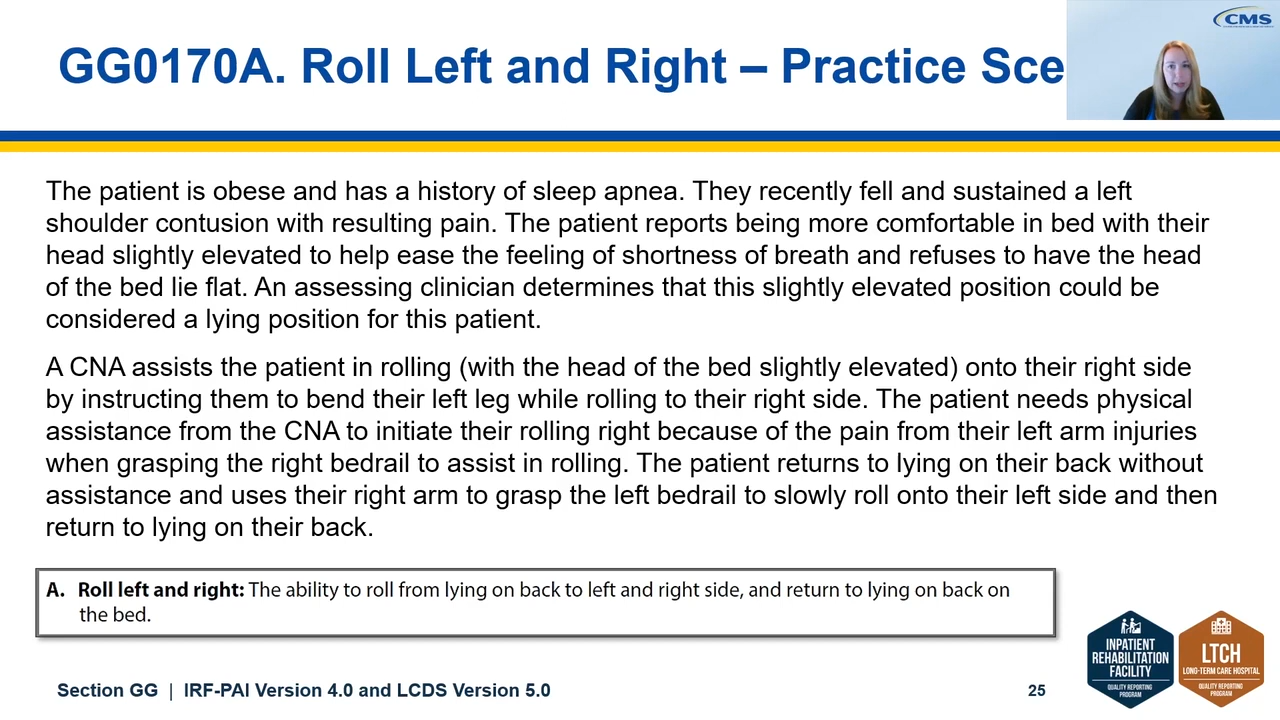 GG0170A. Roll Left and Right – Practice Sce
CMS
The patient is obese and has a history of sleep apnea. They recently fell and sustained a left
shoulder contusion with resulting pain. The patient reports being more comfortable in bed with their
head slightly elevated to help ease the feeling of shortness of breath and refuses to have the head
of the bed lie flat. An assessing clinician determines that this slightly elevated position could be
considered a lying position for this patient.
A CNA assists the patient in rolling (with the head of the bed slightly elevated) onto their right side
by instructing them to bend their left leg while rolling to their right side. The patient needs physical
assistance from the CNA to initiate their rolling right because of the pain from their left arm injuries
when grasping the right bedrail to assist in rolling. The patient returns to lying on their back without
assistance and uses their right arm to grasp the left bedrail to slowly roll onto their left side and then
return to lying on their back.
A. Roll left and right: The ability to roll from lying on back to left and right side, and return to lying on back on
the bed.
INPATIENT
REHABILITATION
FACILITY
QUALITY REPORTING
PROGRAM
LTCH
LONG-TERM CARE HOSPITAL
QUALITY REPORTING
PROGRAM
Section GG | IRF-PAI Version 4.0 and LCDS Version 5.0
25